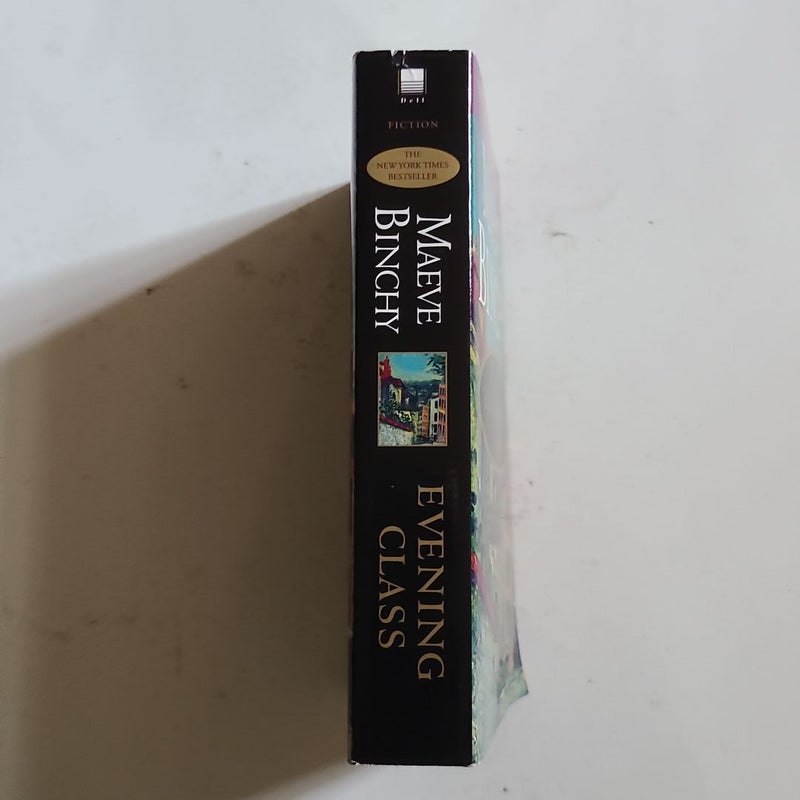 Dell
FICTION
THE
NEW YORK TIMES
BESTSELLER
MAEVE
BINCHY
EVENING
CLASS